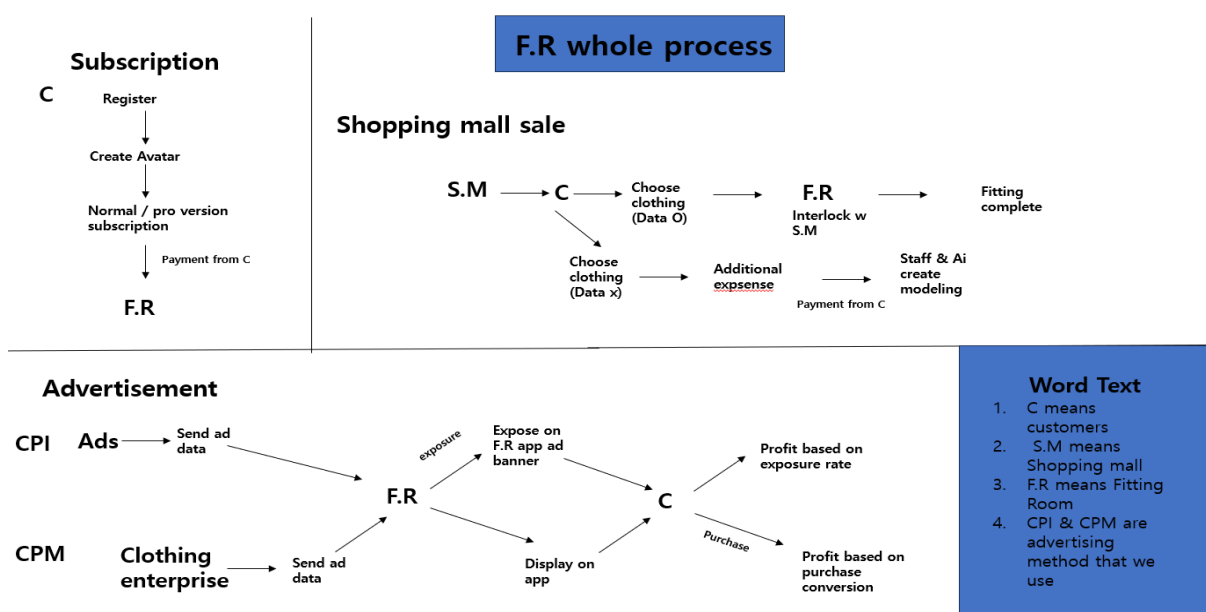 F.R whole process
Subscription
C
Register
Create Avatar
Normal / pro version
subscription
Payment from C
F.R
Shopping mall sale
S.M
C
Choose
clothing
(Data O)
F.R
Interlock w
S.M
Fitting
complete
Choose
clothing
(Data x)
Additional
expsense
Payment from C
Staff & Ai
create
modeling
Advertisement
CPI
Ads
Send ad
data
exposure
Expose on
F.R app ad
banner
Profit based on
exposure rate
F.R
C
CPM
Clothing
enterprise
Send ad
data
Display on
app
Purchase
Profit based on
purchase
conversion
Word Text
1. C means
customers
2. S.M means
Shopping mall
3. F.R means Fitting
Room
4. CPI & CPM are
advertising
method that we
use